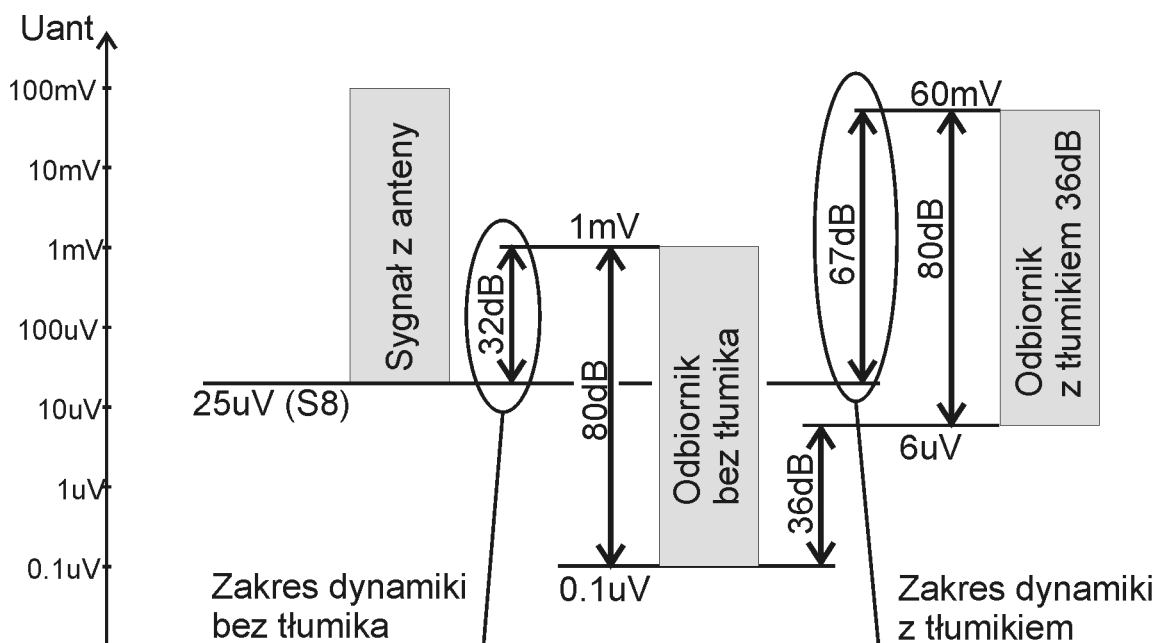 Uant
100mV
10mV
1mV
100uV
10uV
1uV
0.1uV
Sygnał z anteny
25uV (S8)
32dB
1mV
80dB
Odbiornik
bez tłumika
0.1uV
36dB
67dB
60mV
80dB
6uV
Odbiornik
z tłumikiem 36dB
Zakres dynamiki
bez tłumika
Zakres dynamiki
z tłumikiem